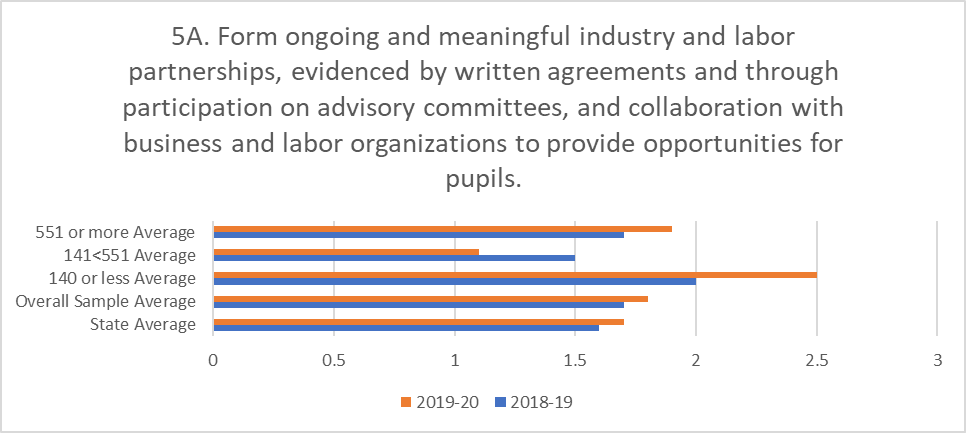 5A. Form ongoing and meaningful industry and labor
partnerships, evidenced by written agreements and through
participation on advisory committees, and collaboration with
business and labor organizations to provide opportunities for
pupils.
551 or more Average
141<551 Average
140 or less Average
Overall Sample Average
State Average
0 0.5 1 1.5 2 2.5 3
2019-20 2018-19